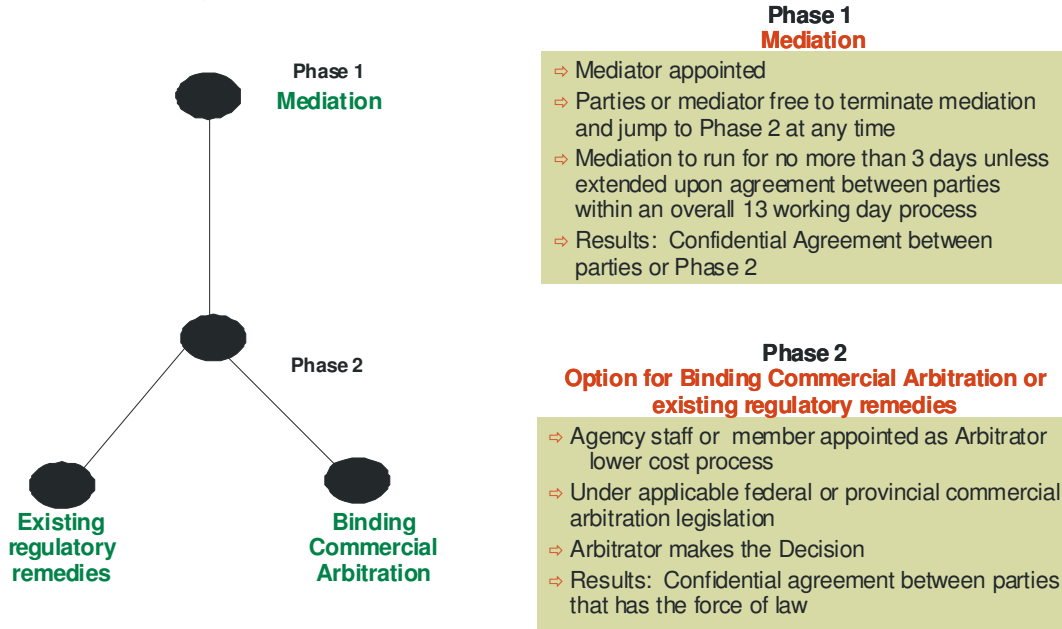 Phase 1
Mediation
Phase 2
Existing
regulatory
remedies
Binding
Commercial
Arbitration
Phase 1
Mediation
⇨ Mediator appointed
⇨ Parties or mediator free to terminate mediation
and jump to Phase 2 at any time
⇨ Mediation to run for no more than 3 days unless
extended upon agreement between parties
within an overall 13 working day process
⇨ Results: Confidential Agreement between
parties or Phase 2
Phase 2
Option for Binding Commercial Arbitration or
existing regulatory remedies
⇨ Agency staff or member appointed as Arbitrator
lower cost process
⇨ Under applicable federal or provincial commercial
arbitration legislation
⇨ Arbitrator makes the Decision
⇨ Results: Confidential agreement between parties
that has the force of law